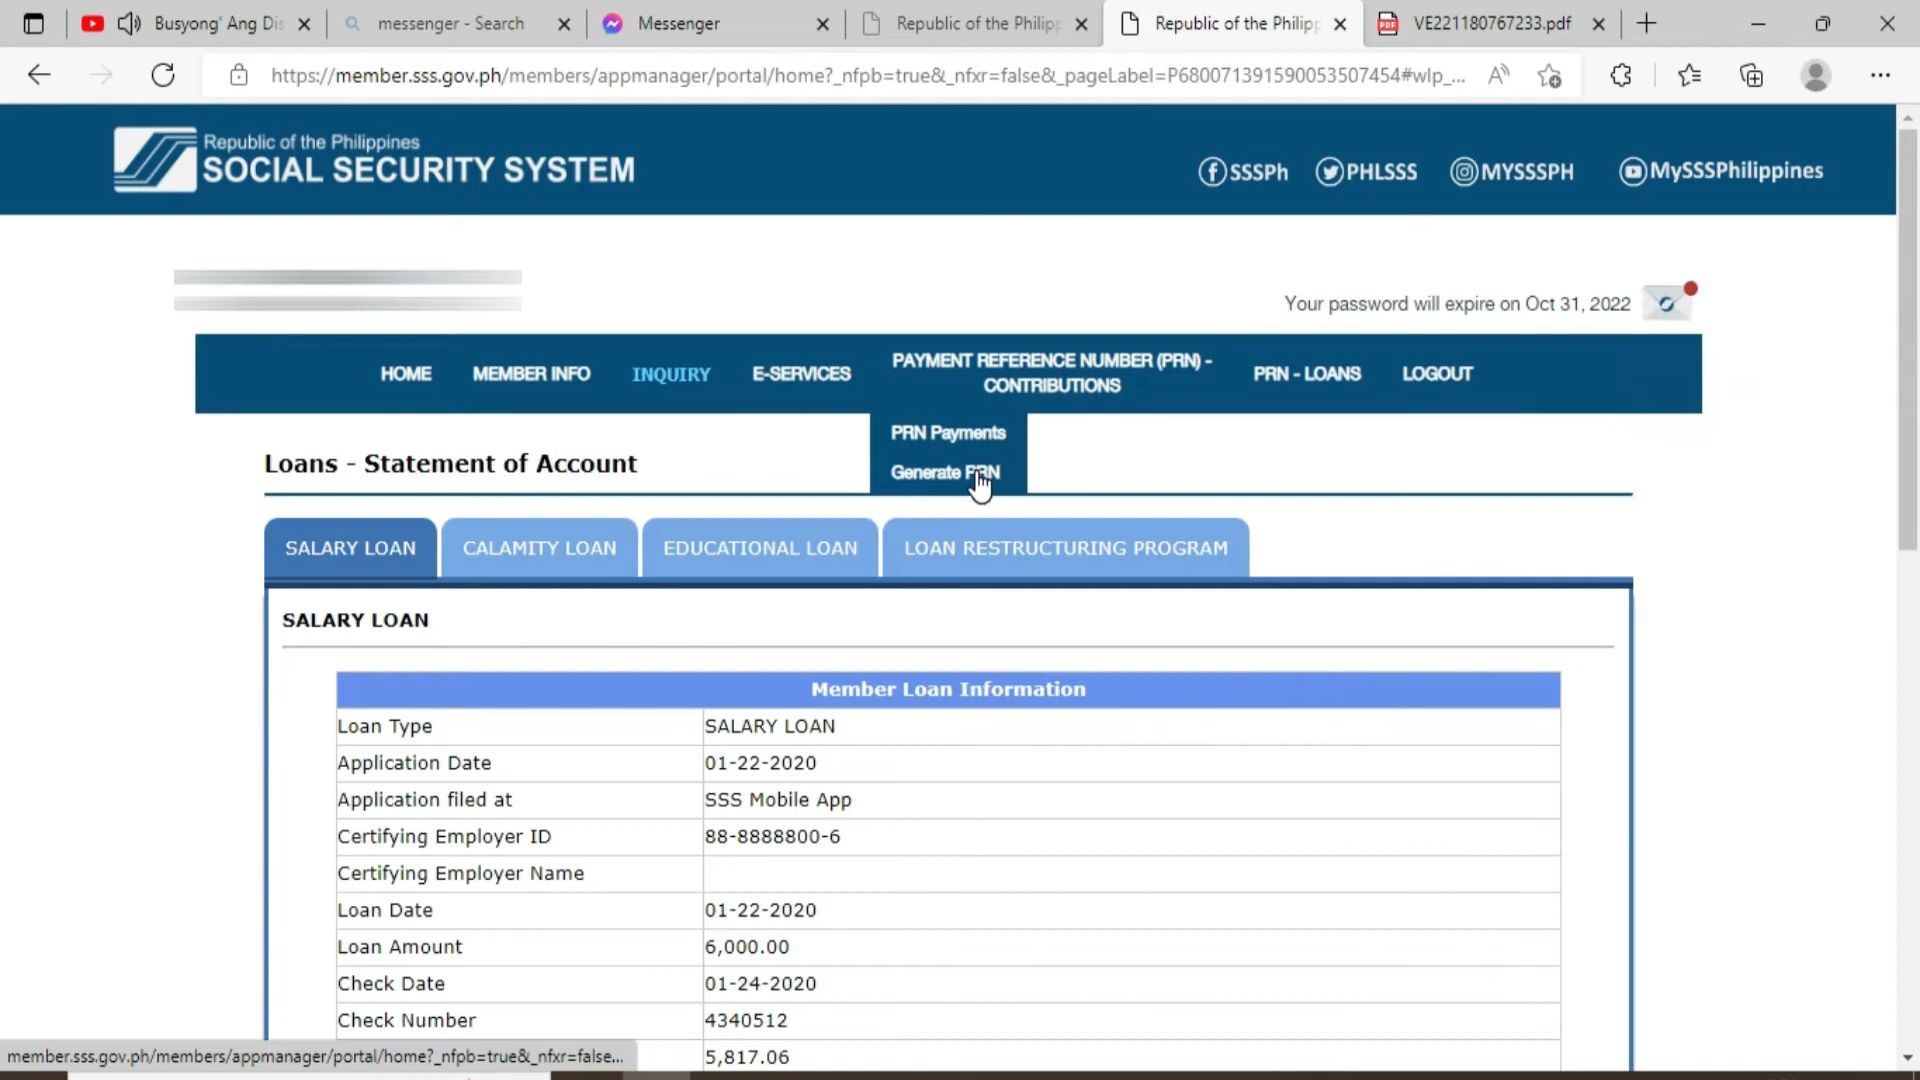 Busyong' Ang Dis
messenger - Search
Messenger
Republic of the Philipp
Republic of the Philipp
PDF
VE221180767233.pdf
https://member.sss.gov.ph/members/appmanager/portal/home?_nfpb=true&_nfxr=false&_pageLabel=P68007139159005350​7454#wlp_...
Republic of the Philippines
SOCIAL SECURITY SYSTEM
SSSPh
PHLSSS
MYSSSPH
MySSSPhilippines
Your password will expire on Oct 31, 2022
HOME
MEMBER INFO
INQUIRY
E-SERVICES
PAYMENT REFERENCE NUMBER (PRN) -
CONTRIBUTIONS
PRN - LOANS
LOGOUT
PRN Payments
Generate PRN
Loans - Statement of Account
SALARY LOAN
CALAMITY LOAN
EDUCATIONAL LOAN
LOAN RESTRUCTURING PROGRAM
SALARY LOAN
Member Loan Information
Loan Type SALARY LOAN
Application Date 01-22-2020
Application filed at SSS Mobile App
Certifying Employer ID 88-8888800-6
Certifying Employer Name
Loan Date 01-22-2020
Loan Amount 6,000.00
Check Date 01-24-2020
Check Number 4340512
5,817.06
member.sss.gov.ph/members/appmanager/portal/home?_nfpb=true&_nfxr=false...